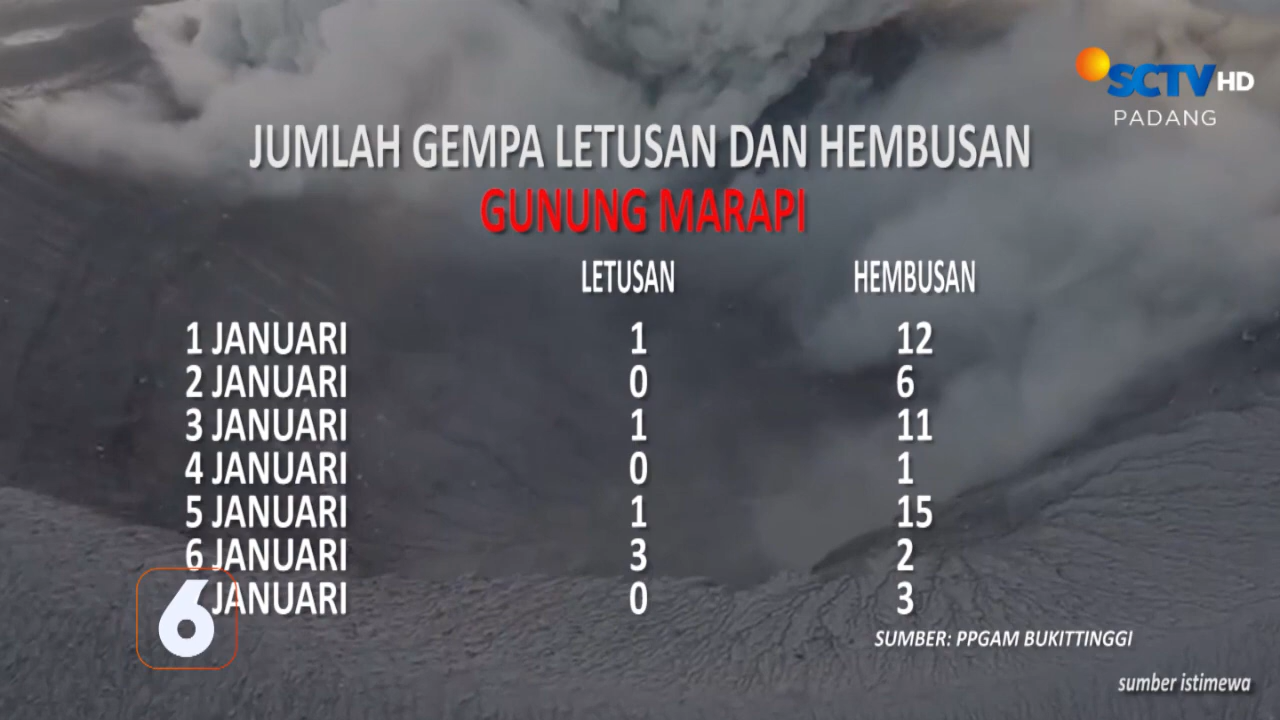 SCTV HD
PADANG
JUMLAH GEMPA LETUSAN DAN HEMBUSAN
GUNUNG MARAPI
LETUSAN HEMBUSAN
1 JANUARI 1 12
2 JANUARI 0 6
3 JANUARI 1 11
4 JANUARI 0 1
5 JANUARI 1 15
6 JANUARI 3 2
JANUARI 0 3
6
SUMBER: PPGAM BUKITTINGGI
sumber istimewa